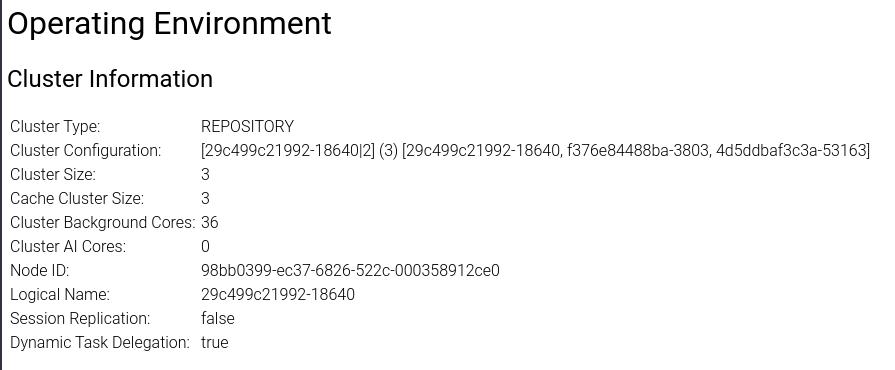 Operating Environment
Cluster Information
Cluster Type: REPOSITORY
Cluster Configuration: [29c499c21992-18640|2] (3) [29c499c21992-18640, f376e84488ba-3803, 4d5ddbaf3c3a-53163]
Cluster Size: 3
Cache Cluster Size: 3
Cluster Background Cores: 36
Cluster AI Cores: 0
Node ID: 98bb0399-ec37-6826-522c-000358912ce0
Logical Name: 29c499c21992-18640
Session Replication: false
Dynamic Task Delegation: true